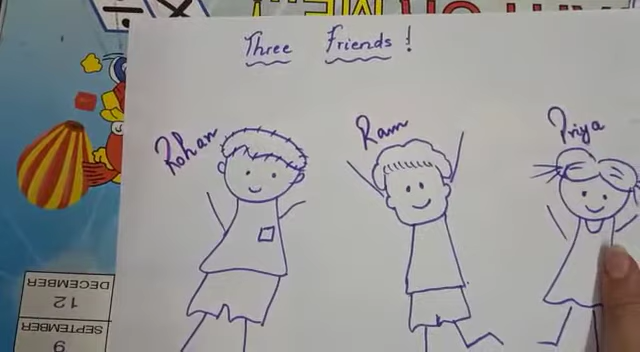 Three Friends!
Rohan
Ram
Priya
DECEMBER
12
SEPTEMBER
9